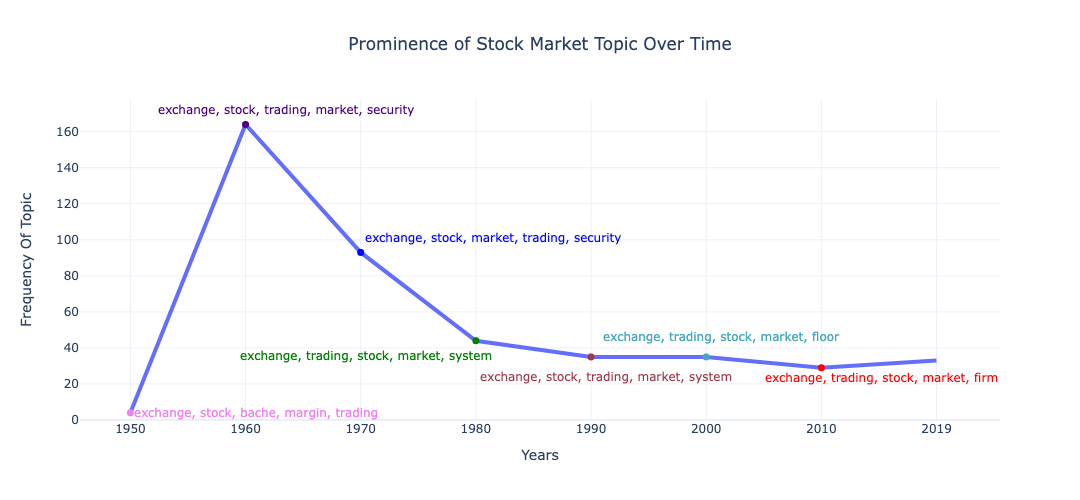 Prominence of Stock Market Topic Over Time
exchange, stock, trading, market, security
160
140
120
exchange, stock, market, trading, security
100
80
60
exchange, trading, stock, market, floor
40
exchange, trading, stock, market, system
exchange, stock, trading, market, system
exchange, trading, stock, market, firm
20
exchange, stock, bache, margin, trading
0
1950 1960 1970 1980 1990 2000 2010 2019
Years
Frequency Of Topic